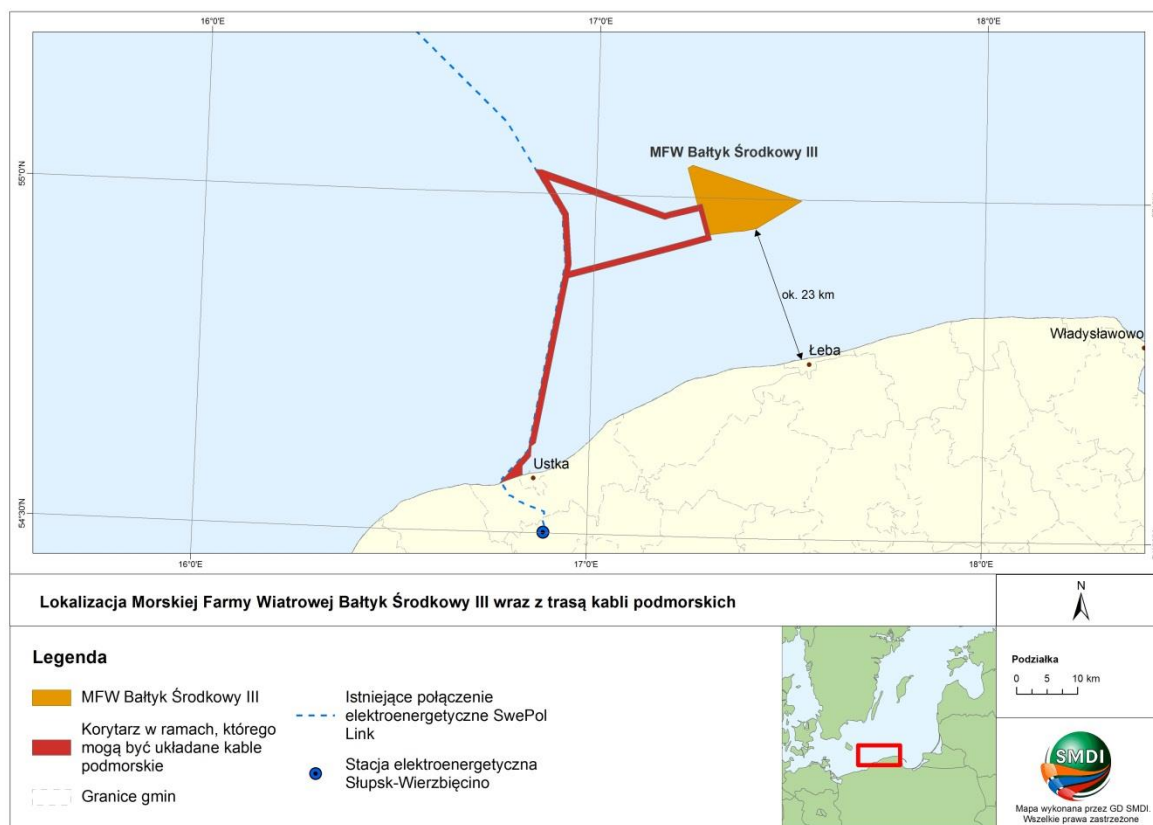 16°0'E
17°0'E
18°0'E
MFW Bałtyk Środkowy III
55°0'N
ok. 23 km
Władysławowo
Łeba
Ustka
54°30'N
16°0'E
17°0'E
18°0'E
Lokalizacja Morskiej Farmy Wiatrowej Bałtyk Środkowy III wraz z trasą kabli podmorskich
N
Legenda
MFW Bałtyk Środkowy III
Korytarz w ramach, którego
mogą być układane kable
podmorskie
Granice gmin
Istniejące połączenie
elektroenergetyczne SwePol
Link
Stacja elektroenergetyczna
Słupsk-Wierzbięcino
Podziałka
0 5 10 km
SMDI
Mapa wykonana przez GD SMDI.
Wszelkie prawa zastrzeżone